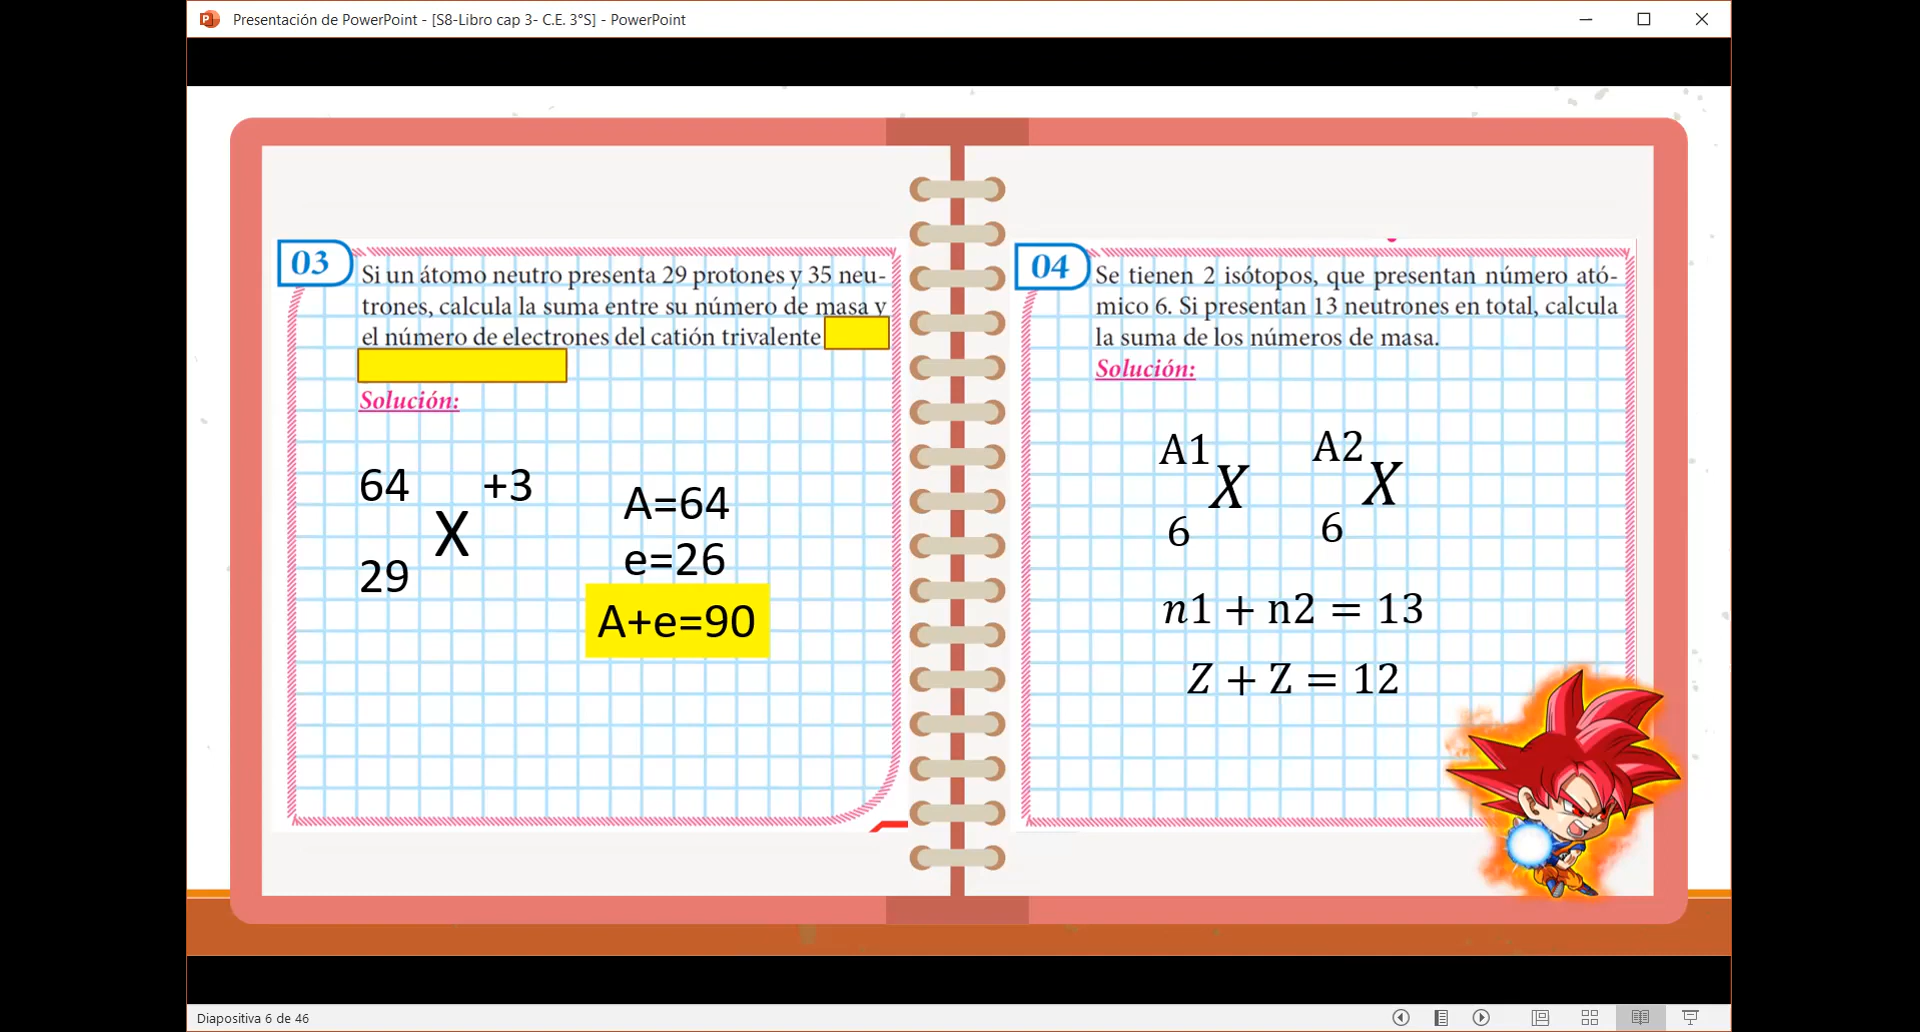 Presentación de PowerPoint - [S8-Libro cap 3- C.E. 3°S] - PowerPoint
03
Si un átomo neutro presenta 29 protones y 35 neu-
trones, calcula la suma entre su número de masa y
el número de electrones del catión trivalente
Solución:
64 +3
X
29
A=64
e=26
A+e=90
04
Se tienen 2 isótopos, que presentan número ató-
mico 6. Si presentan 13 neutrones en total, calcula
la suma de los números de masa.
Solución:
A1 X A2 X
6 6
n1 + n2 = 13
Z + Z = 12
Diapositiva 6 de 46